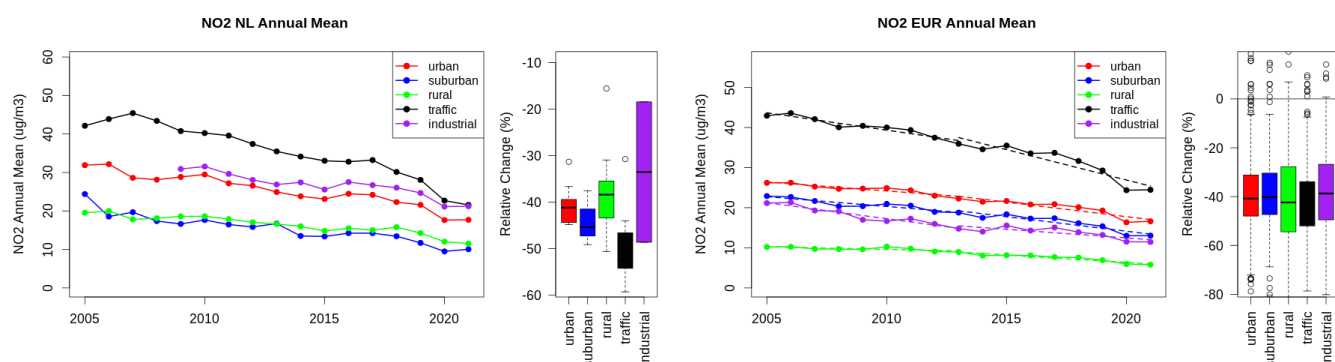 NO2 NL Annual Mean
NO2 Annual Mean (ug/m3)
60
50
40
30
20
10
0
urban
suburban
rural
traffic
industrial
2005
2010
2015
2020
Relative Change (%)
-10
-20
-30
-40
-50
-60
urban
suburban
rural
traffic
industrial
NO2 EUR Annual Mean
NO2 Annual Mean (ug/m3)
50
40
30
20
10
0
urban
suburban
rural
traffic
industrial
2005
2010
2015
2020
Relative Change (%)
0
-20
-40
-60
-80
urban
suburban
rural
traffic
industrial